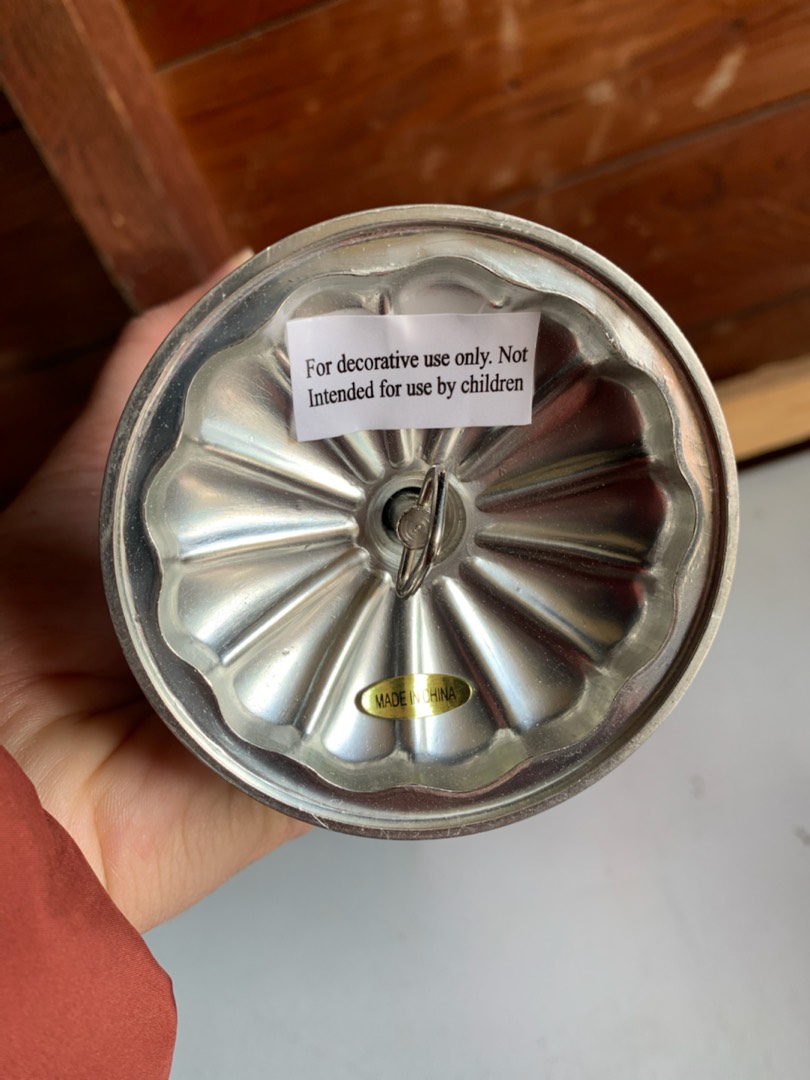 For decorative use only. Not
Intended for use by children
MADE IN CHINA